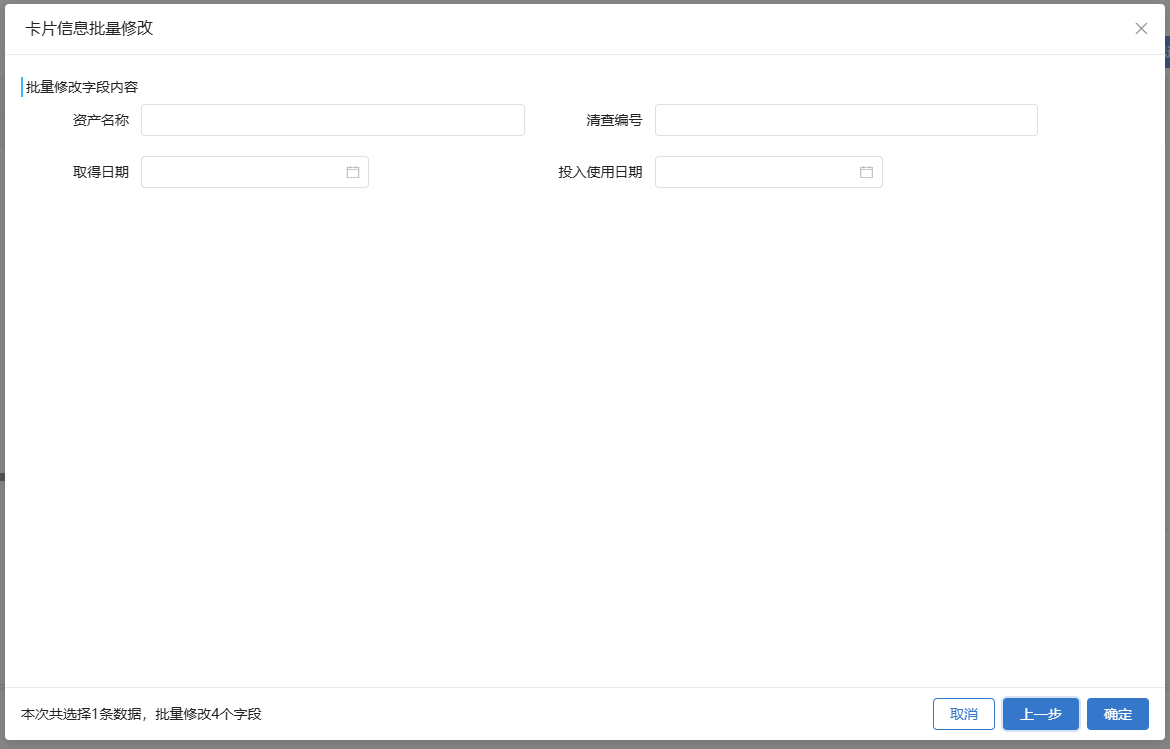 卡片信息批量修改
批量修改字段内容
资产名称 清查编号
取得日期 投入使用日期
本次共选择1条数据，批量修改4个字段 取消 上一步 确定